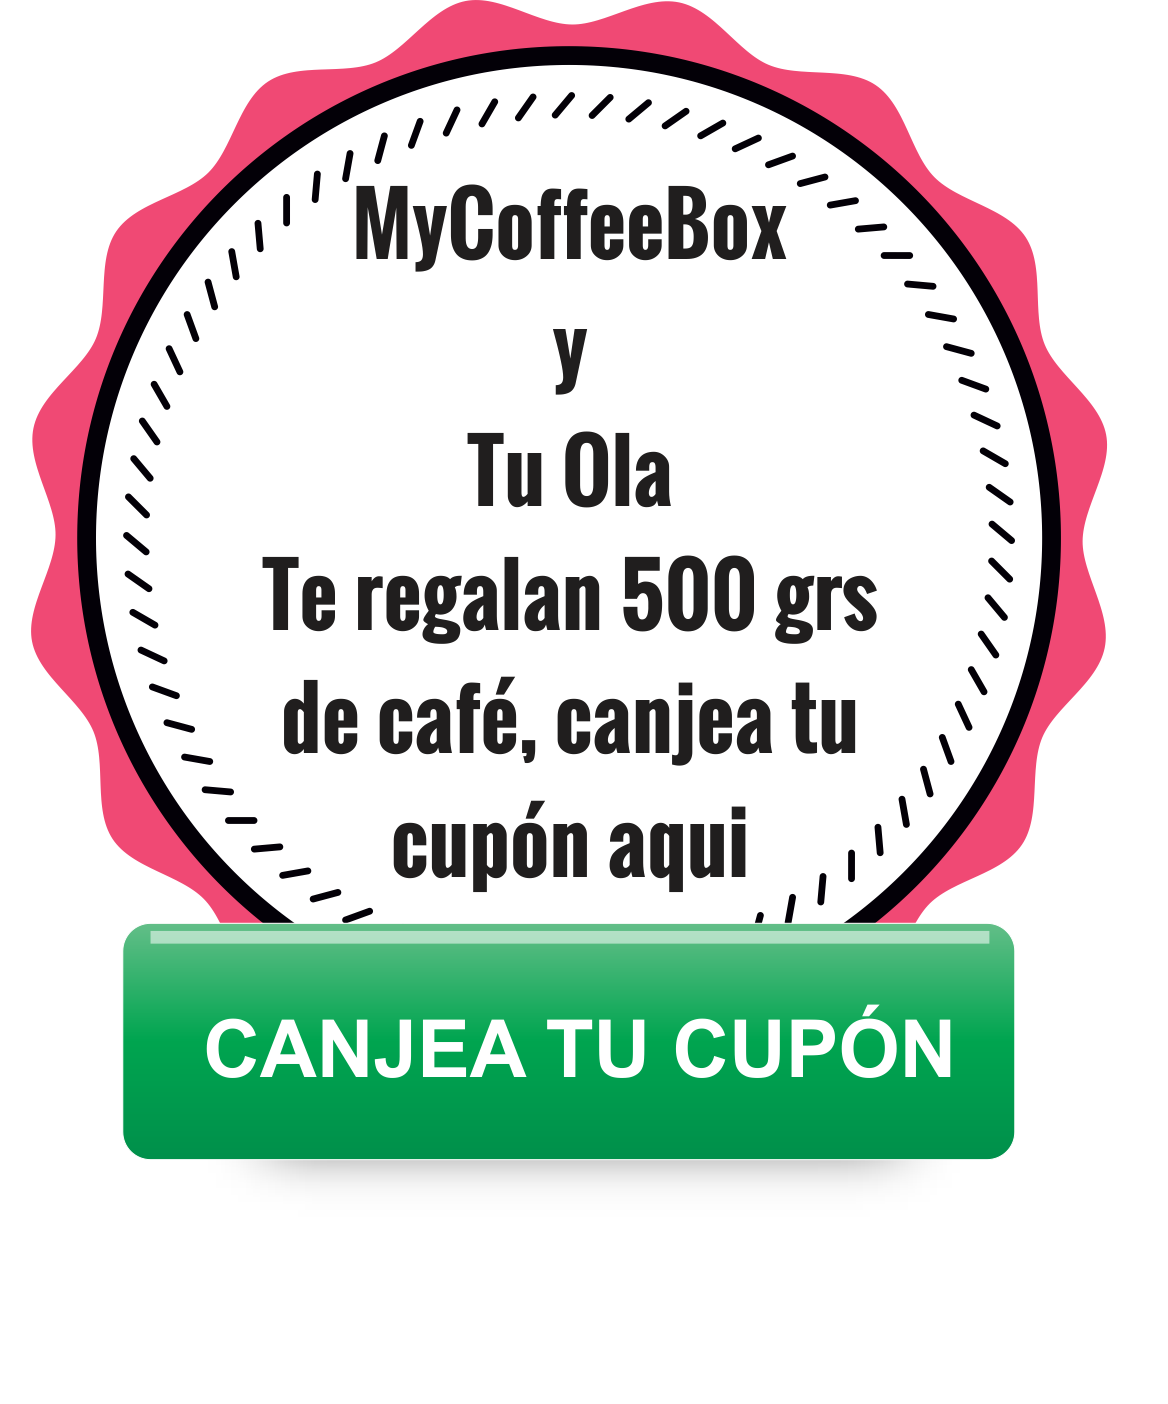 MyCoffeeBox
y
Tu Ola
Te regalan 500 grs
de café, canjea tu
cupón aqui
CANJEA TU CUPÓN